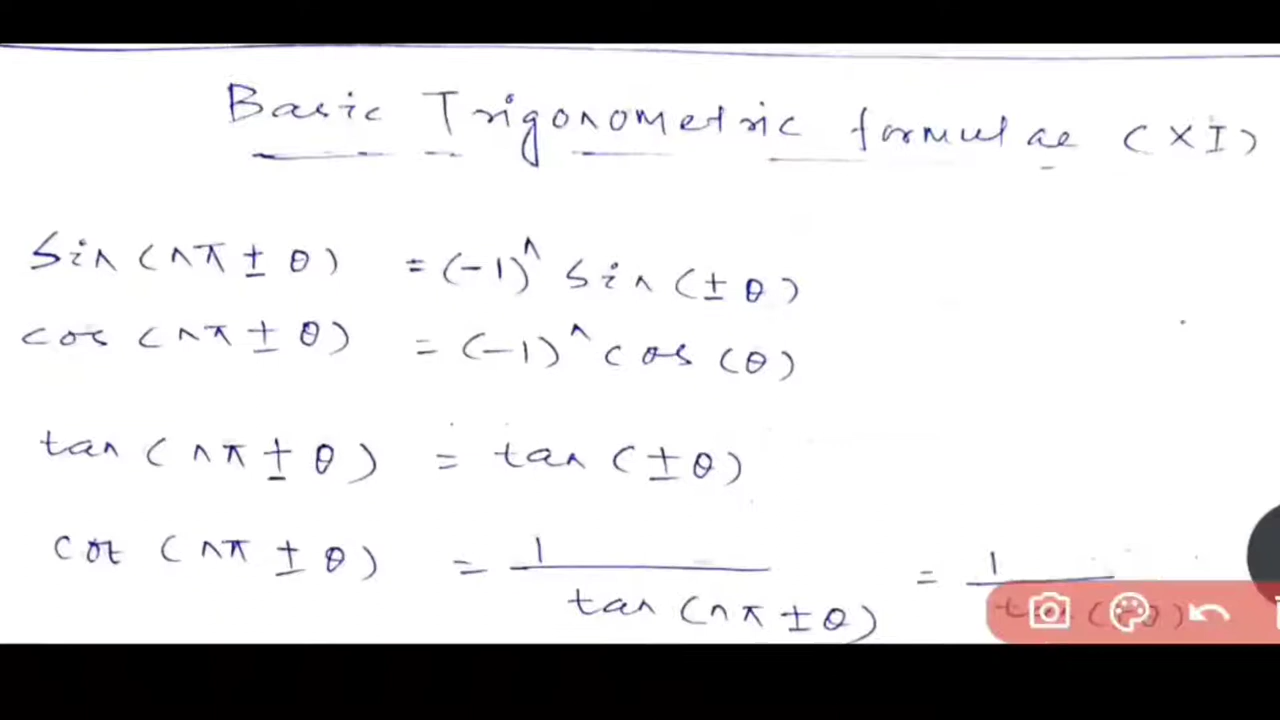 Basic Trigonometric formulae (XI)
sin (nπ ± θ) = (-1)^n sin (± θ)
cos (nπ ± θ) = (-1)^n cos (θ)
tan (nπ ± θ) = tan (± θ)
cot (nπ ± θ) = 1 / tan (nπ ± θ) = 1 / tan (±θ)